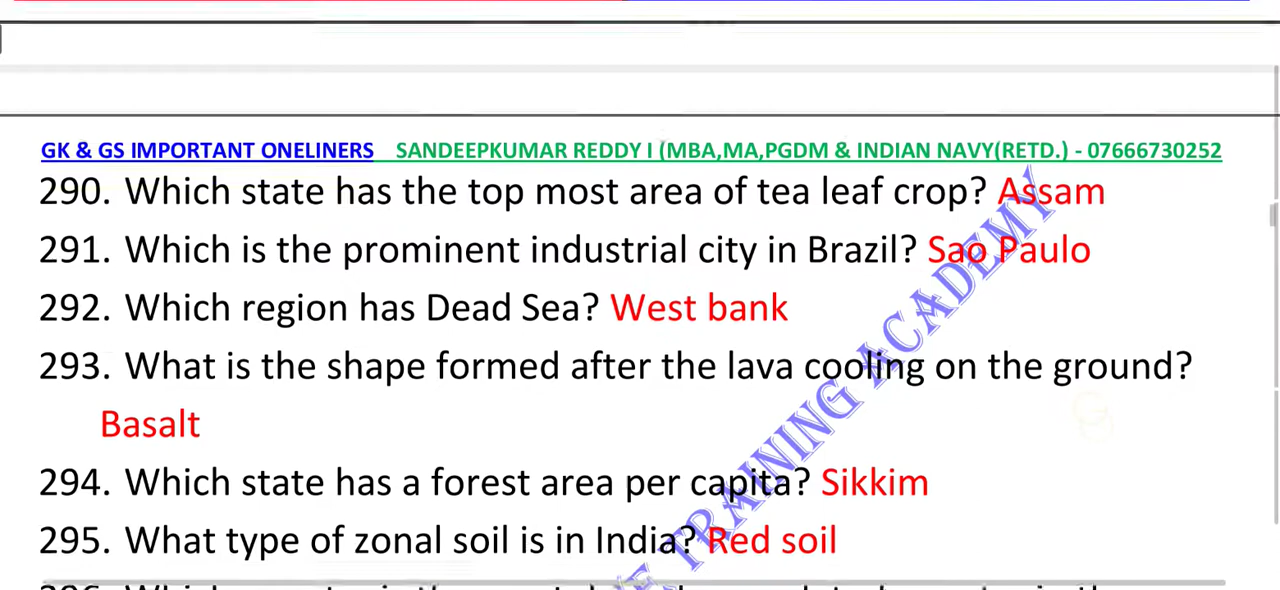 GK & GS IMPORTANT ONELINERS SANDEEPKUMAR REDDY I (MBA,MA,PGDM & INDIAN NAVY(RETD.) - 07666730252
290. Which state has the top most area of tea leaf crop? Assam
291. Which is the prominent industrial city in Brazil? Sao Paulo
292. Which region has Dead Sea? West bank
293. What is the shape formed after the lava cooling on the ground?
Basalt
294. Which state has a forest area per capita? Sikkim
295. What type of zonal soil is in India? Red soil
TRAINING ACADEMY